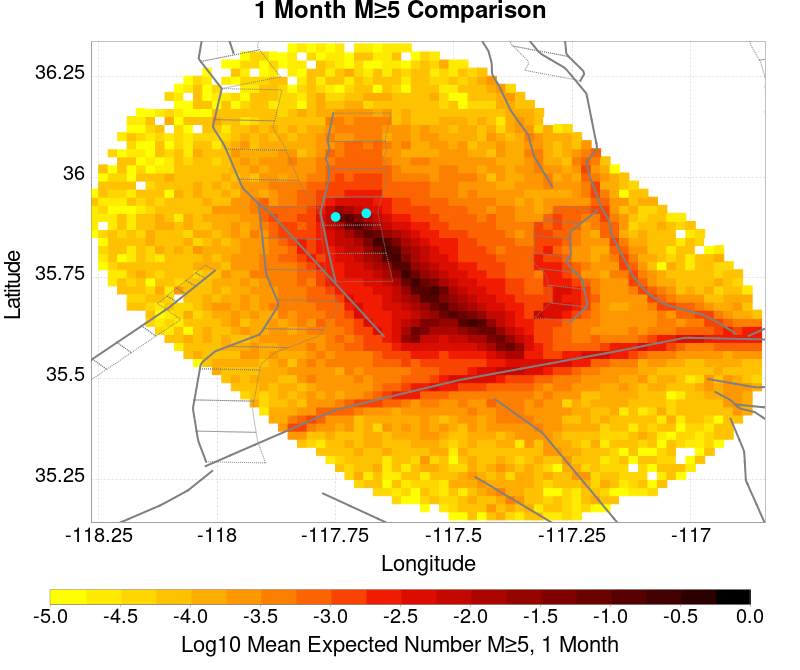 1 Month M≥5 Comparison
36.25
36
35.75
35.5
35.25
Latitude
-118.25 -118 -117.75 -117.5 -117.25 -117
Longitude
-5.0 -4.5 -4.0 -3.5 -3.0 -2.5 -2.0 -1.5 -1.0 -0.5 0.0
Log10 Mean Expected Number M≥5, 1 Month